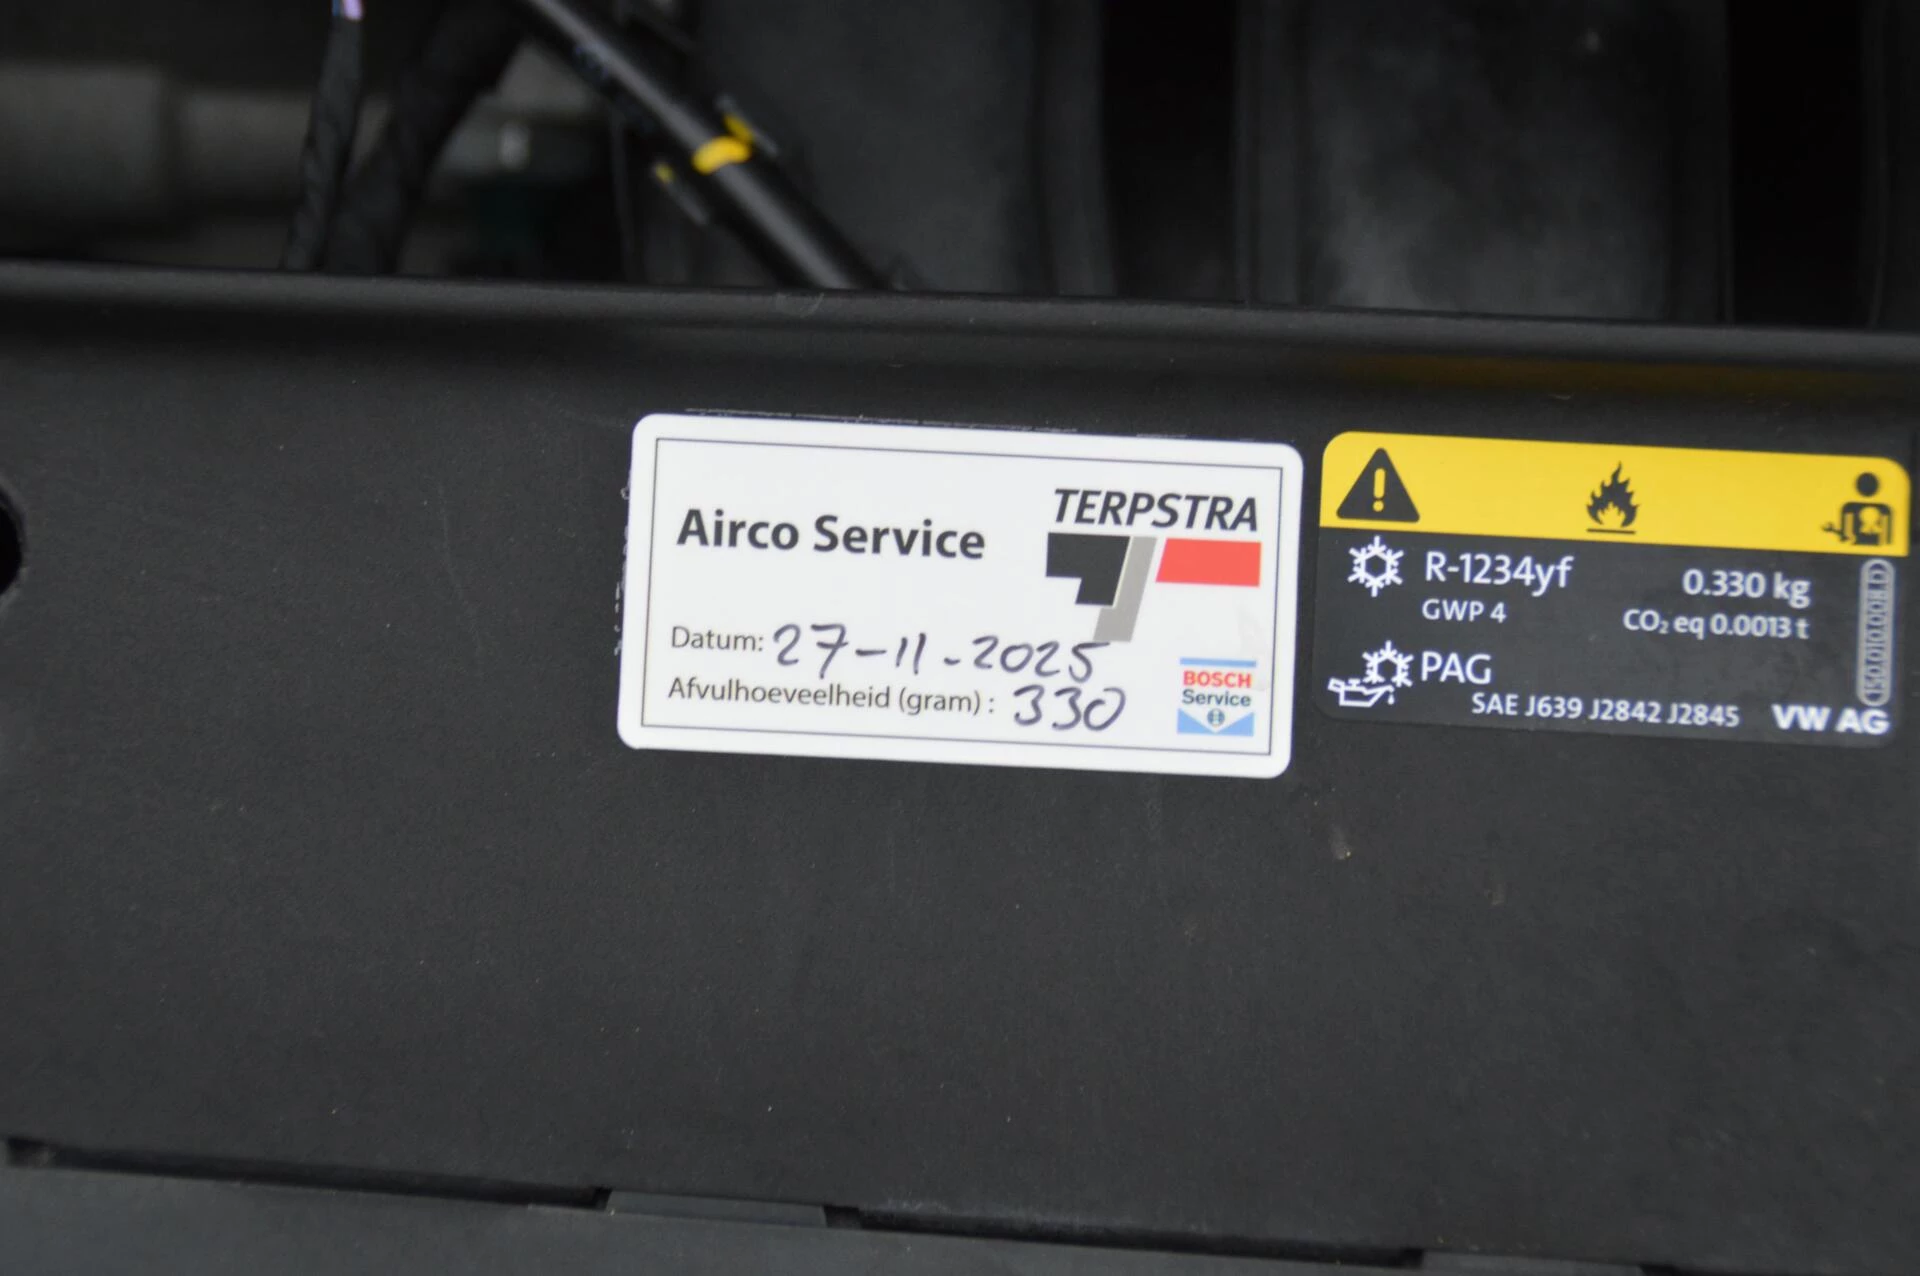 Airco Service
TERPSTRA
Datum: 27-11-2025
Afvulhoeveelheid (gram) : 330
BOSCH
Service
R-1234yf 0.330 kg
GWP 4 CO₂ eq 0.0013 t
PAG
SAE J639 J2842 J2845 VW AG